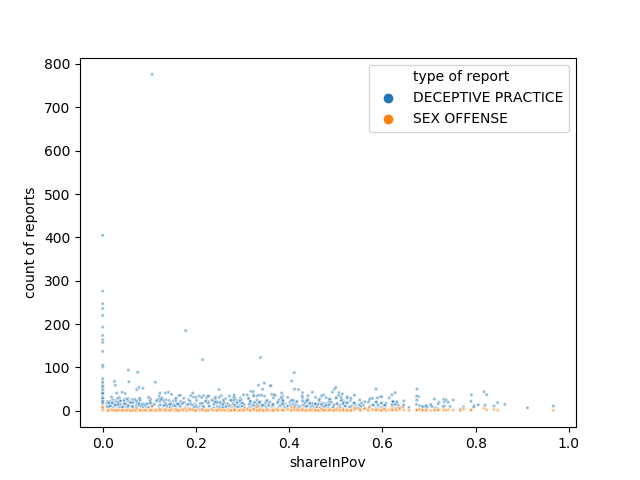 type of report
DECEPTIVE PRACTICE
SEX OFFENSE
count of reports
800
700
600
500
400
300
200
100
0
0.0 0.2 0.4 0.6 0.8 1.0
shareInPov